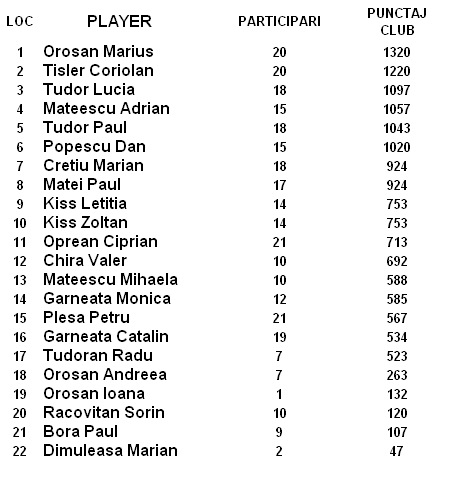 LOC PLAYER PARTICIPARI PUNCTAJ CLUB
1 Orosan Marius 20 1320
2 Tisler Coriolan 20 1220
3 Tudor Lucia 18 1097
4 Mateescu Adrian 15 1057
5 Tudor Paul 18 1043
6 Popescu Dan 15 1020
7 Cretiu Marian 18 924
8 Matei Paul 17 924
9 Kiss Letitia 14 753
10 Kiss Zoltan 14 753
11 Oprean Ciprian 21 713
12 Chira Valer 10 692
13 Mateescu Mihaela 10 588
14 Garneata Monica 12 585
15 Plesa Petru 21 567
16 Garneata Catalin 19 534
17 Tudoran Radu 7 523
18 Orosan Andreea 7 263
19 Orosan Ioana 1 132
20 Racovitan Sorin 10 120
21 Bora Paul 9 107
22 Dimuleasa Marian 2 47